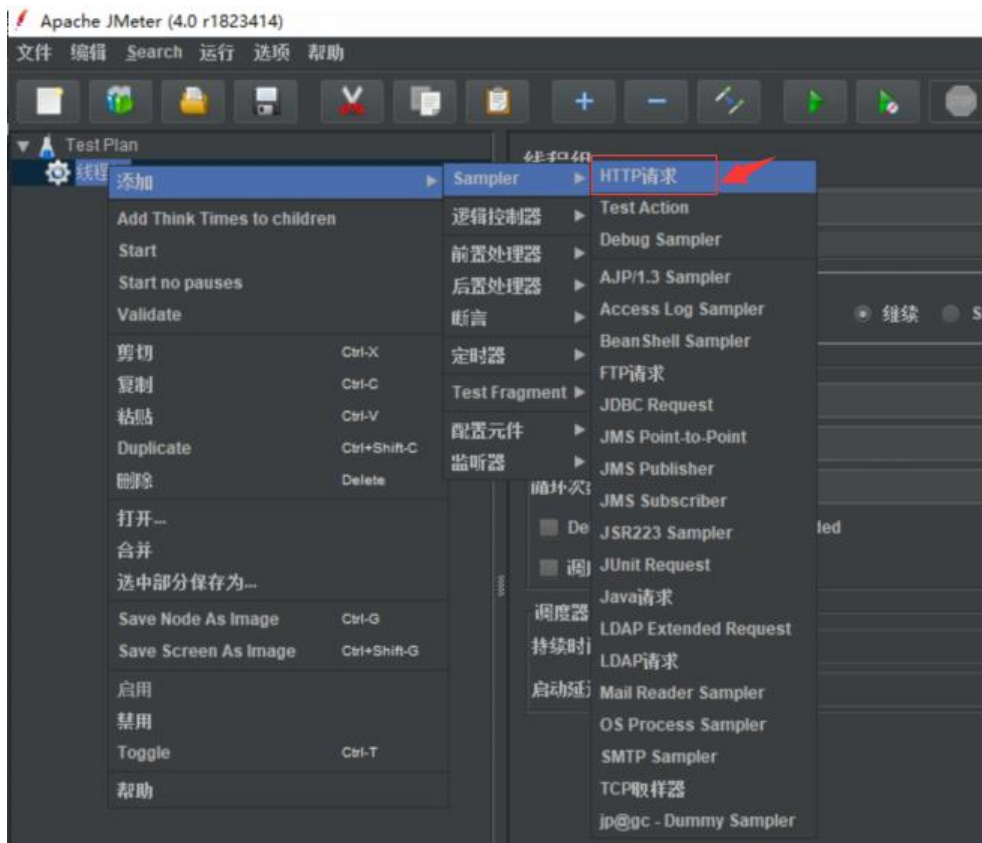 Apache JMeter (4.0 r1823414)
文件 编辑 Search 运行 选项 帮助
Test Plan
添加
Add Think Times to children
Start
Start no pauses
Validate
剪切 Ctrl-X
复制 Ctrl-C
粘贴 Ctrl-V
Duplicate Ctrl+Shift-C
删除 Delete
打开...
合并
选中部分保存为...
Save Node As Image Ctrl-G
Save Screen As Image Ctrl+Shift-G
启用
禁用
Toggle Ctrl-T
帮助
Sampler
逻辑控制器
前置处理器
后置处理器
断言
定时器
Test Fragment
配置元件
监听器
HTTP请求
Test Action
Debug Sampler
AJP/1.3 Sampler
Access Log Sampler
BeanShell Sampler
FTP请求
JDBC Request
JMS Point-to-Point
JMS Publisher
JMS Subscriber
JSR223 Sampler
JUnit Request
Java请求
LDAP Extended Request
LDAP请求
Mail Reader Sampler
OS Process Sampler
SMTP Sampler
TCP取样器
jp@gc - Dummy Sampler
线程组
继续
调度器